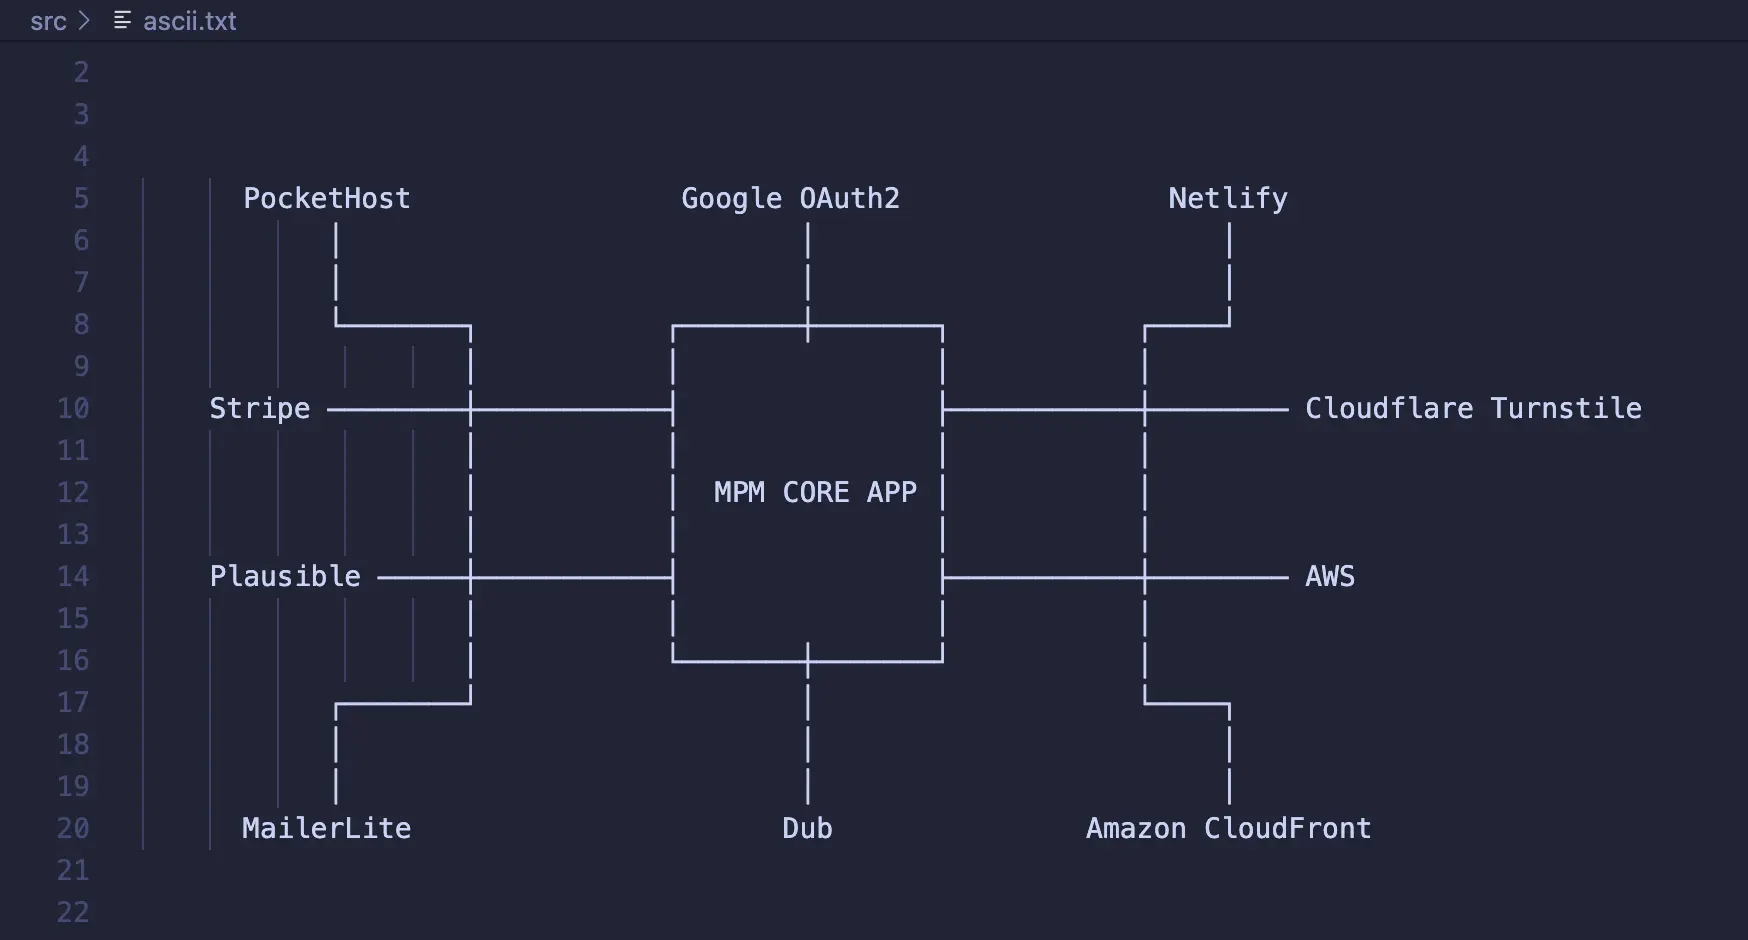 src > ascii.txt
2
3
4
5 PocketHost Google OAuth2 Netlify
6
7
8
9
10 Stripe Cloudflare Turnstile
11
12 MPM CORE APP
13
14 Plausible AWS
15
16
17
18
19
20 MailerLite Dub Amazon CloudFront
21
22